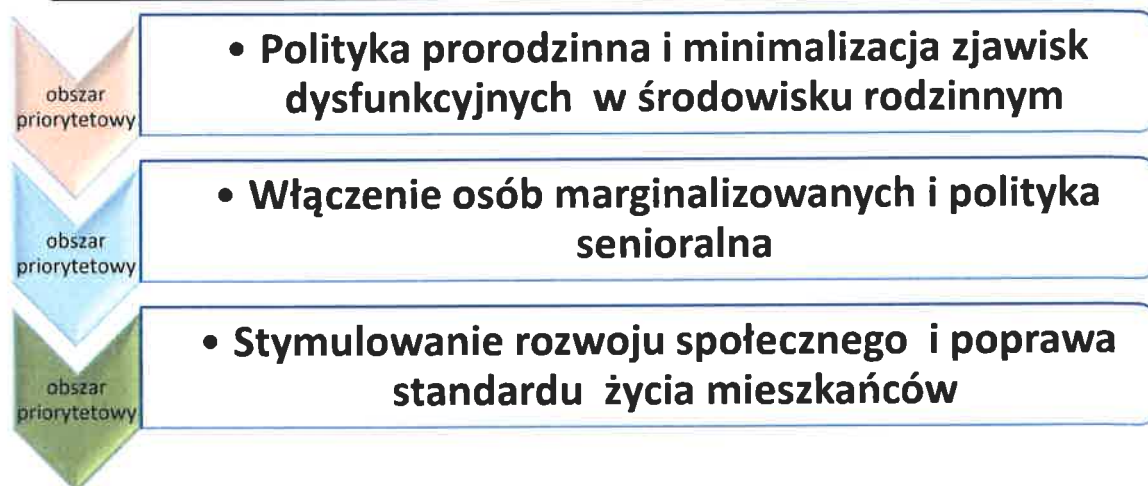 obszar
priorytetowy
• Polityka prorodzinna i minimalizacja zjawisk
dysfunkcyjnych w środowisku rodzinnym
obszar
priorytetowy
• Włączenie osób marginalizowanych i polityka
senioralna
obszar
priorytetowy
• Stymulowanie rozwoju społecznego i poprawa
standardu życia mieszkańców